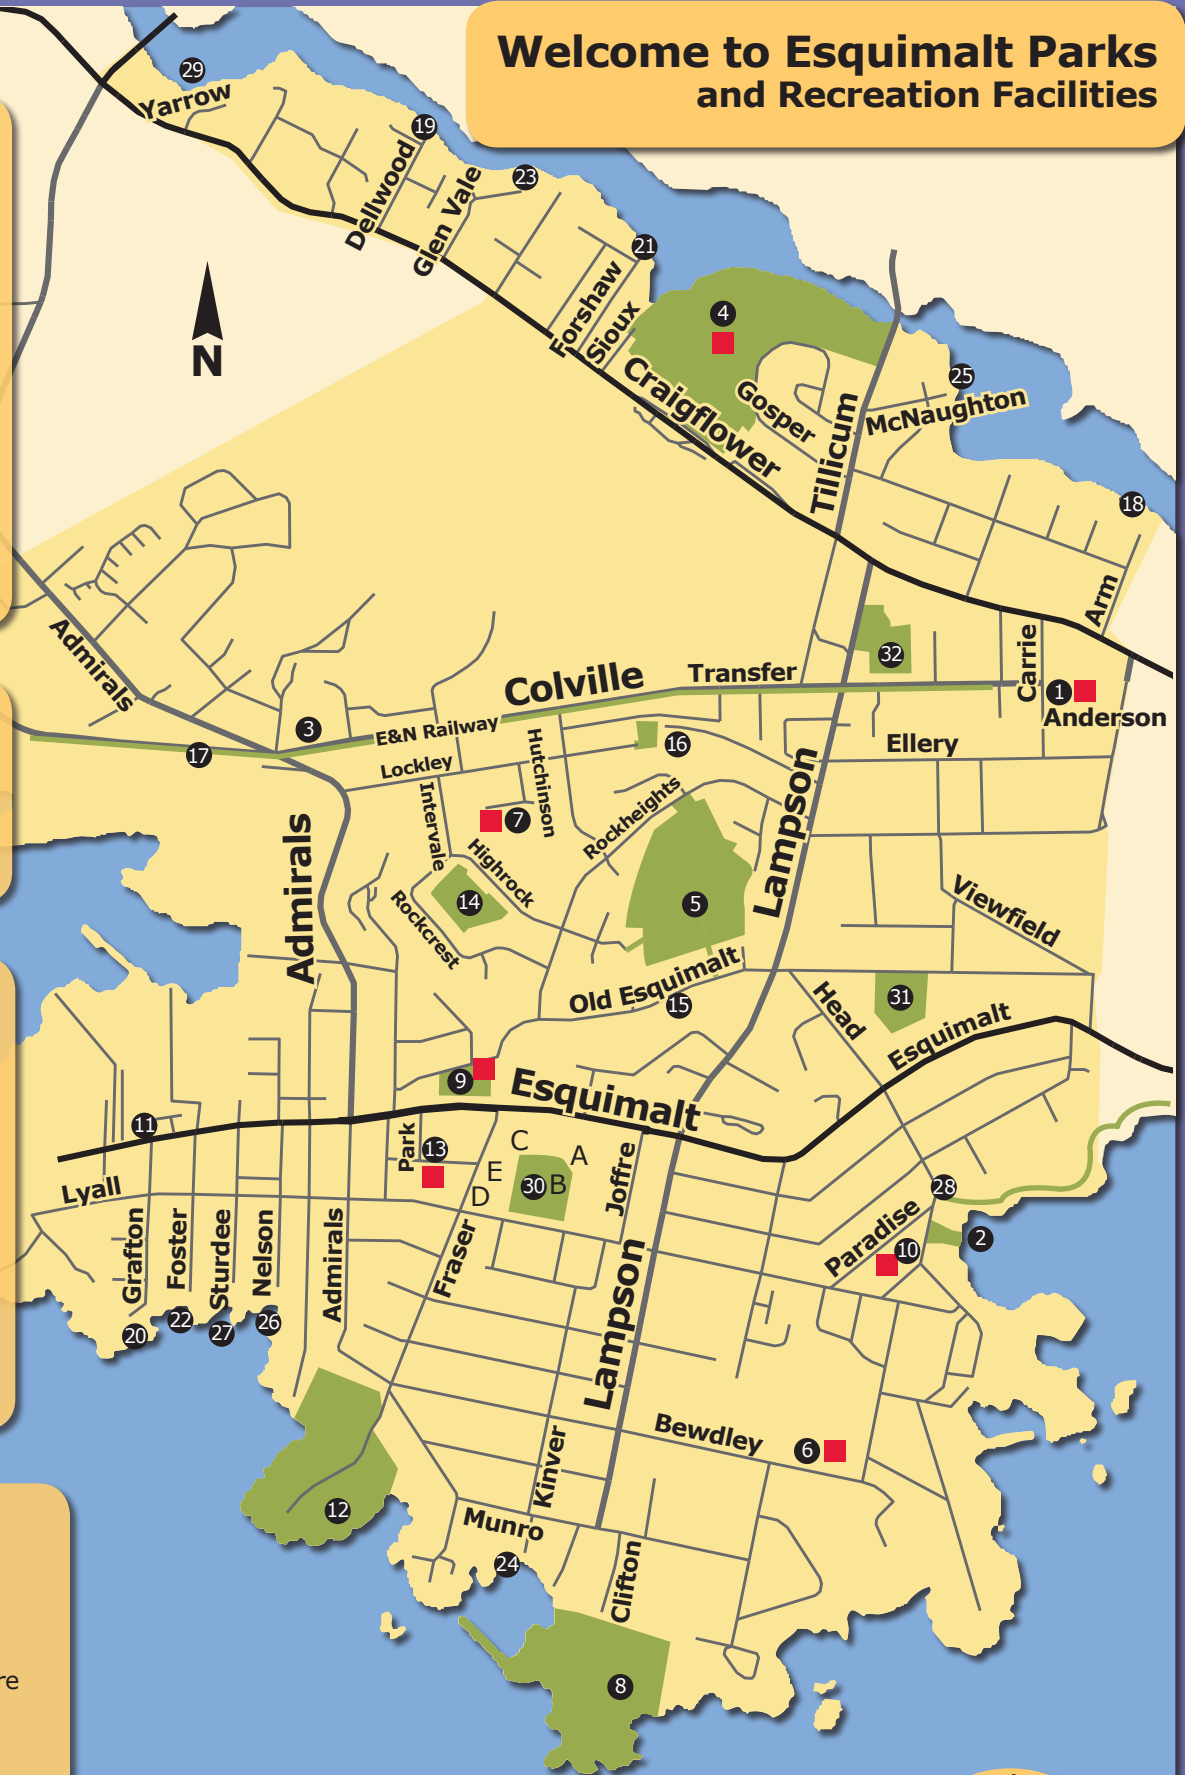 Welcome to Esquimalt Parks
and Recreation Facilities
29
Yarrow
19
Dellwood
Glen Vale
23
21
Forshaw
Sioux
4
N
Craigflower
Gosper
Tillicum
25
McNaughton
18
Arm
Admirals
32
Carrie
Colville
Transfer
1
Anderson
3
E&N Railway
17
Lockley
Hutchinson
16
Ellery
Intervale
7
Rockheights
Lampson
Admirals
Highrock
14
Rockcrest
5
Viewfield
Old Esquimalt
15
Head
31
Esquimalt
9
Esquimalt
11
Park
13
C
A
E
30
B
D
Joffre
Lyall
28
Paradise
10
2
Grafton
Foster
Sturdee
Nelson
Admirals
Fraser
20
22
27
26
Lampson
Bewdley
6
Kinver
12
Munro
24
Clifton
8
re